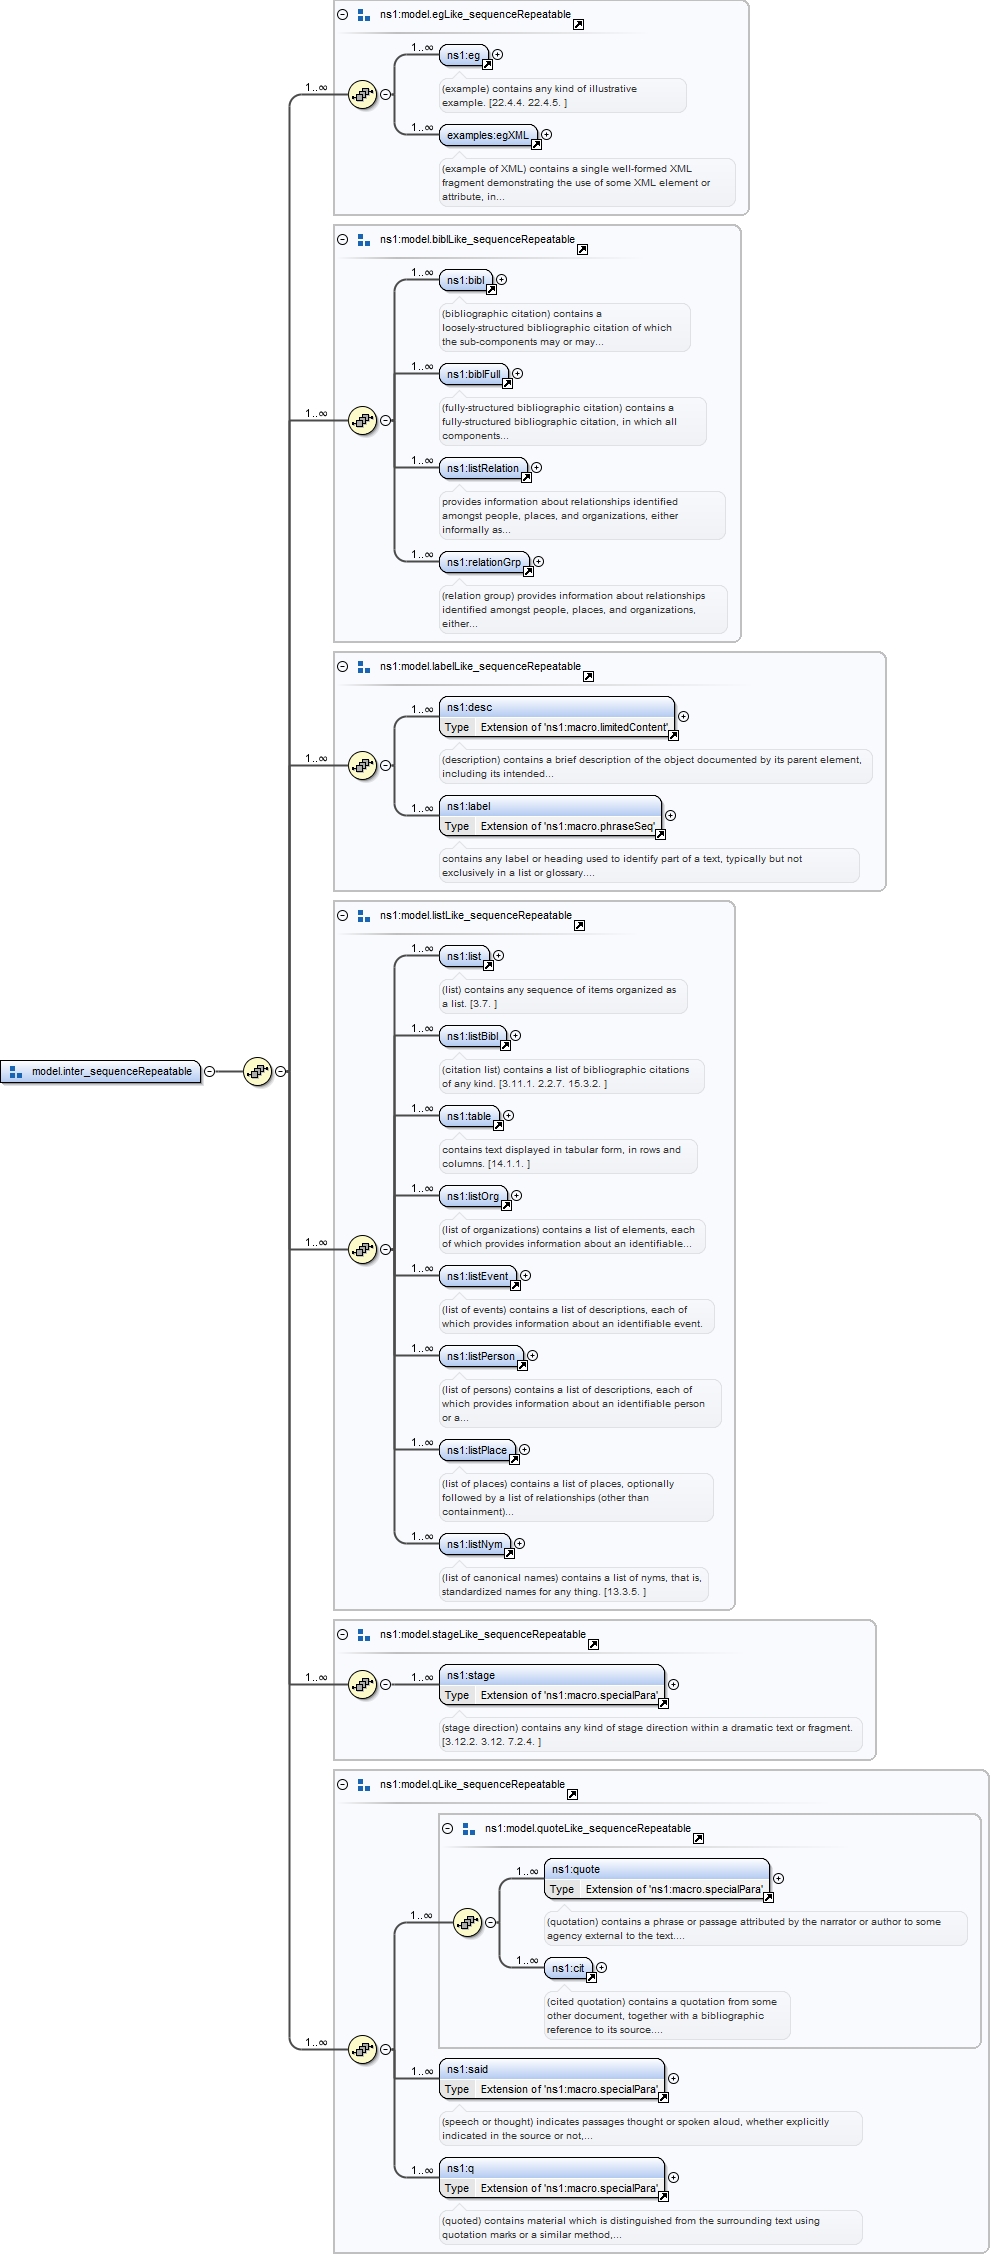 ns1:model.egLike_sequenceRepeatable
1..∞
ns1:eg
(example) contains any kind of illustrative
example. [22.4.4. 22.4.5. ]
1..∞
1..∞
examples:egXML
(example of XML) contains a single well-formed XML
fragment demonstrating the use of some XML element or
attribute, in...
ns1:model.biblLike_sequenceRepeatable
1..∞
ns1:bibl
(bibliographic citation) contains a
loosely-structured bibliographic citation of which
the sub-components may or may...
1..∞
ns1:biblFull
(fully-structured bibliographic citation) contains a
fully-structured bibliographic citation, in which all
components...
1..∞
1..∞
ns1:listRelation
provides information about relationships identified
amongst people, places, and organizations, either
informally as...
1..∞
ns1:relationGrp
(relation group) provides information about relationships
identified amongst people, places, and organizations,
either...
ns1:model.labelLike_sequenceRepeatable
1..∞
ns1:desc
Type Extension of 'ns1:macro.limitedContent'
(description) contains a brief description of the object documented by its parent element,
including its intended...
1..∞
1..∞
ns1:label
Type Extension of 'ns1:macro.phraseSeq'
contains any label or heading used to identify part of a text, typically but not
exclusively in a list or glossary....
ns1:model.listLike_sequenceRepeatable
1..∞
ns1:list
(list) contains any sequence of items organized as
a list. [3.7. ]
1..∞
ns1:listBibl
(citation list) contains a list of bibliographic citations
of any kind. [3.11.1. 2.2.7. 15.3.2. ]
model.inter_sequenceRepeatable
1..∞
ns1:table
contains text displayed in tabular form, in rows and
columns. [14.1.1. ]
1..∞
ns1:listOrg
(list of organizations) contains a list of elements, each
of which provides information about an identifiable...
1..∞
1..∞
ns1:listEvent
(list of events) contains a list of descriptions, each of
which provides information about an identifiable event.
1..∞
ns1:listPerson
(list of persons) contains a list of descriptions, each of
which provides information about an identifiable person
or a...
1..∞
ns1:listPlace
(list of places) contains a list of places, optionally
followed by a list of relationships (other than
containment)...
1..∞
ns1:listNym
(list of canonical names) contains a list of nyms, that is,
standardized names for any thing. [13.3.5. ]
ns1:model.stageLike_sequenceRepeatable
1..∞
1..∞
ns1:stage
Type Extension of 'ns1:macro.specialPara'
(stage direction) contains any kind of stage direction within a dramatic text or fragment.
[3.12.2. 3.12. 7.2.4. ]
ns1:model.qLike_sequenceRepeatable
ns1:model.quoteLike_sequenceRepeatable
1..∞
ns1:quote
Type Extension of 'ns1:macro.specialPara'
1..∞
(quotation) contains a phrase or passage attributed by the narrator or author to some
agency external to the text....
1..∞
ns1:cit
(cited quotation) contains a quotation from some
other document, together with a bibliographic
reference to its source....
1..∞
1..∞
ns1:said
Type Extension of 'ns1:macro.specialPara'
(speech or thought) indicates passages thought or spoken aloud, whether explicitly
indicated in the source or not,...
1..∞
ns1:q
Type Extension of 'ns1:macro.specialPara'
(quoted) contains material which is distinguished from the surrounding text using
quotation marks or a similar method,...